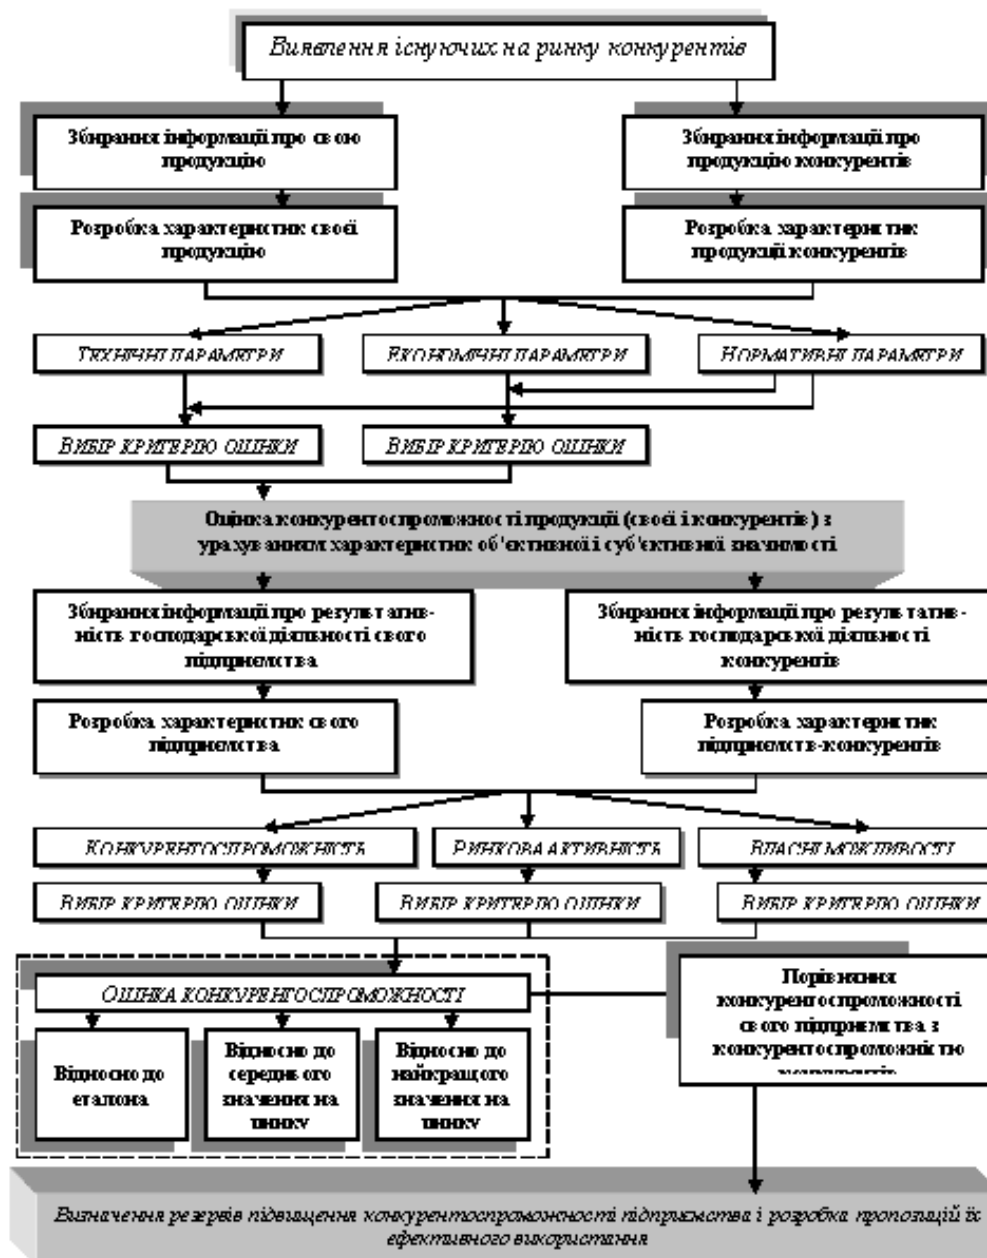 Виявлення існуючих на ринку конкурентів
Збирання інформації про свою
продукцію
Збирання інформації про
продукцію конкурентів
Розробка характеристик своєї
продукцію
Розробка характеристик
продукції конкурентів
ТЕХНІЧНІ ПАРАМЕТРИ
ЕКОНОМІЧНІ ПАРАМЕТРИ
НОРМАТИВНІ ПАРАМЕТРИ
ВИБІР КРИТЕРІЮ ОЦІНКИ
ВИБІР КРИТЕРІЮ ОЦІНКИ
Оцінка конкурентоспроможності продукції (своєї і конкурентів) з
урахуванням характеристик об'єктивної і суб'єктивної значимості
Збирання інформації про результатив-
ність господарської діяльності свого
підприємства
Збирання інформації про результатив-
ність господарської діяльності
конкурентів
Розробка характеристик свого
підприємства
Розробка характеристик
підприємств-конкурентів
КОНКУРЕНТОСПРОМОЖНІСТЬ
РИНКОВА АКТИВНІСТЬ
ВЛАСНІ МОЖЛИВОСТІ
ВИБІР КРИТЕРІЮ ОЦІНКИ
ВИБІР КРИТЕРІЮ ОЦІНКИ
ВИБІР КРИТЕРІЮ ОЦІНКИ
ОЦІНКА КОНКУРЕНТОСПРОМОЖНОСТІ
Відносно до
еталона
Відносно до
середнього
значення на
ринку
Відносно до
найкращого
значення на
ринку
Порівняння
конкурентоспроможності
свого підприємства з
конкурентоспроможністю
конкурентів
Визначення резервів підвищення конкурентоспроможності підприємства і розробка пропозицій їх
ефективного використання